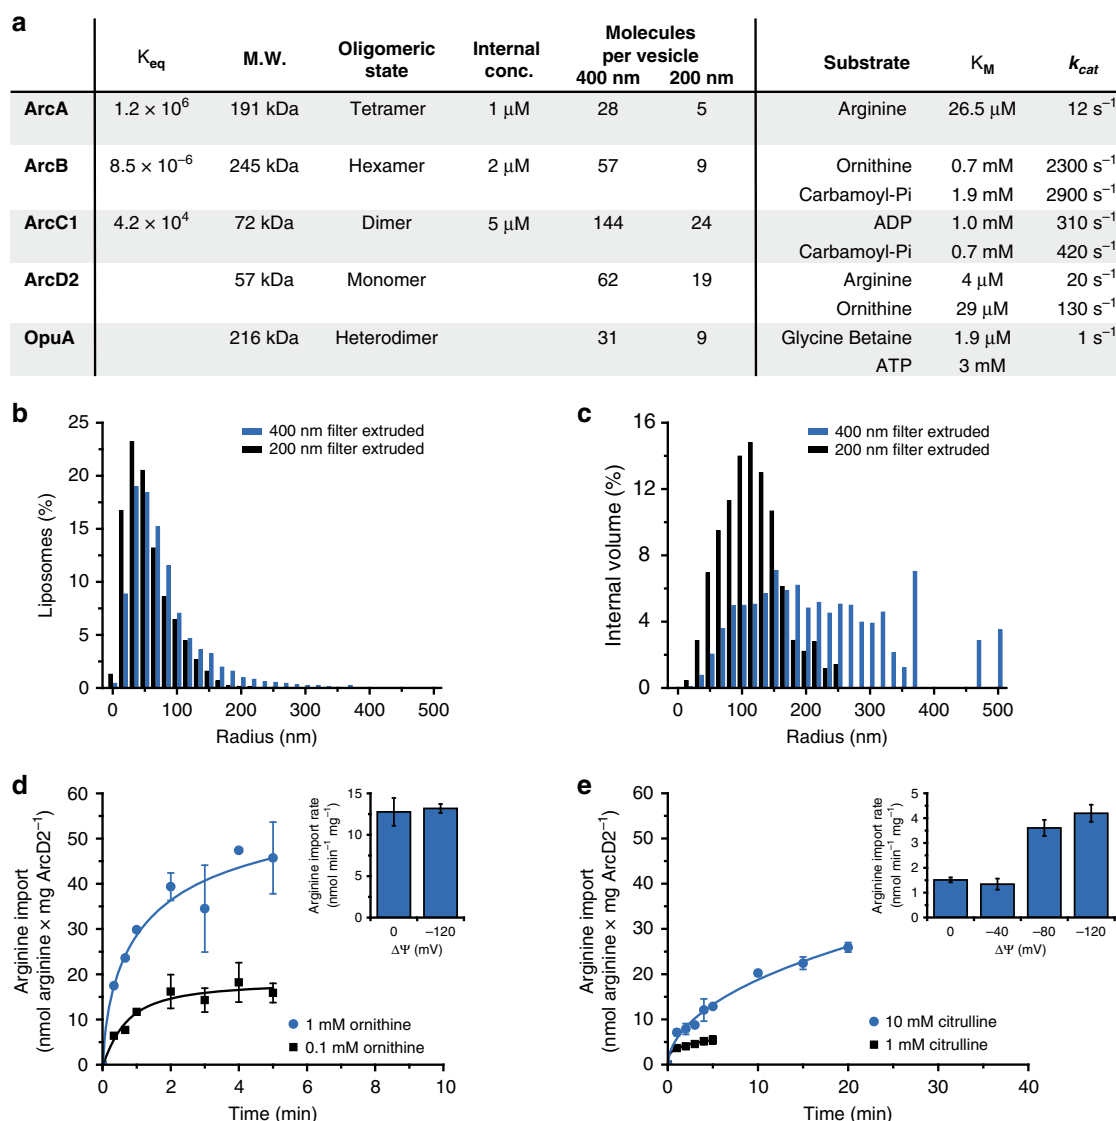 a
K_eq M.W. Oligomeric state Internal conc. Molecules per vesicle 400 nm 200 nm Substrate K_M k_cat
ArcA 1.2 × 10⁶ 191 kDa Tetramer 1 μM 28 5 Arginine 26.5 μM 12 s⁻¹
ArcB 8.5 × 10⁻⁶ 245 kDa Hexamer 2 μM 57 9 Ornithine 0.7 mM 2300 s⁻¹
Carbamoyl-Pi 1.9 mM 2900 s⁻¹
ArcC1 4.2 × 10⁴ 72 kDa Dimer 5 μM 144 24 ADP 1.0 mM 310 s⁻¹
Carbamoyl-Pi 0.7 mM 420 s⁻¹
ArcD2 57 kDa Monomer 62 19 Arginine 4 μM 20 s⁻¹
Ornithine 29 μM 130 s⁻¹
OpuA 216 kDa Heterodimer 31 9 Glycine Betaine 1.9 μM 1 s⁻¹
ATP 3 mM
b
25
20
15
10
5
0
Liposomes (%)
400 nm filter extruded
200 nm filter extruded
0 100 200 300 400 500
Radius (nm)
c
16
12
8
4
0
Internal volume (%)
400 nm filter extruded
200 nm filter extruded
0 100 200 300 400 500
Radius (nm)
d
60
50
40
30
20
10
0
Arginine import
(nmol arginine × mg ArcD2⁻¹)
15
10
5
0
Arginine import rate
(nmol min⁻¹ mg⁻¹)
0 −120
ΔΨ (mV)
1 mM ornithine
0.1 mM ornithine
0 2 4 6 8 10
Time (min)
e
60
50
40
30
20
10
0
Arginine import
(nmol arginine × mg ArcD2⁻¹)
5
4
3
2
1
0
Arginine import rate
(nmol min⁻¹ mg⁻¹)
0 −40 −80 −120
ΔΨ (mV)
10 mM citrulline
1 mM citrulline
0 10 20 30 40
Time (min)